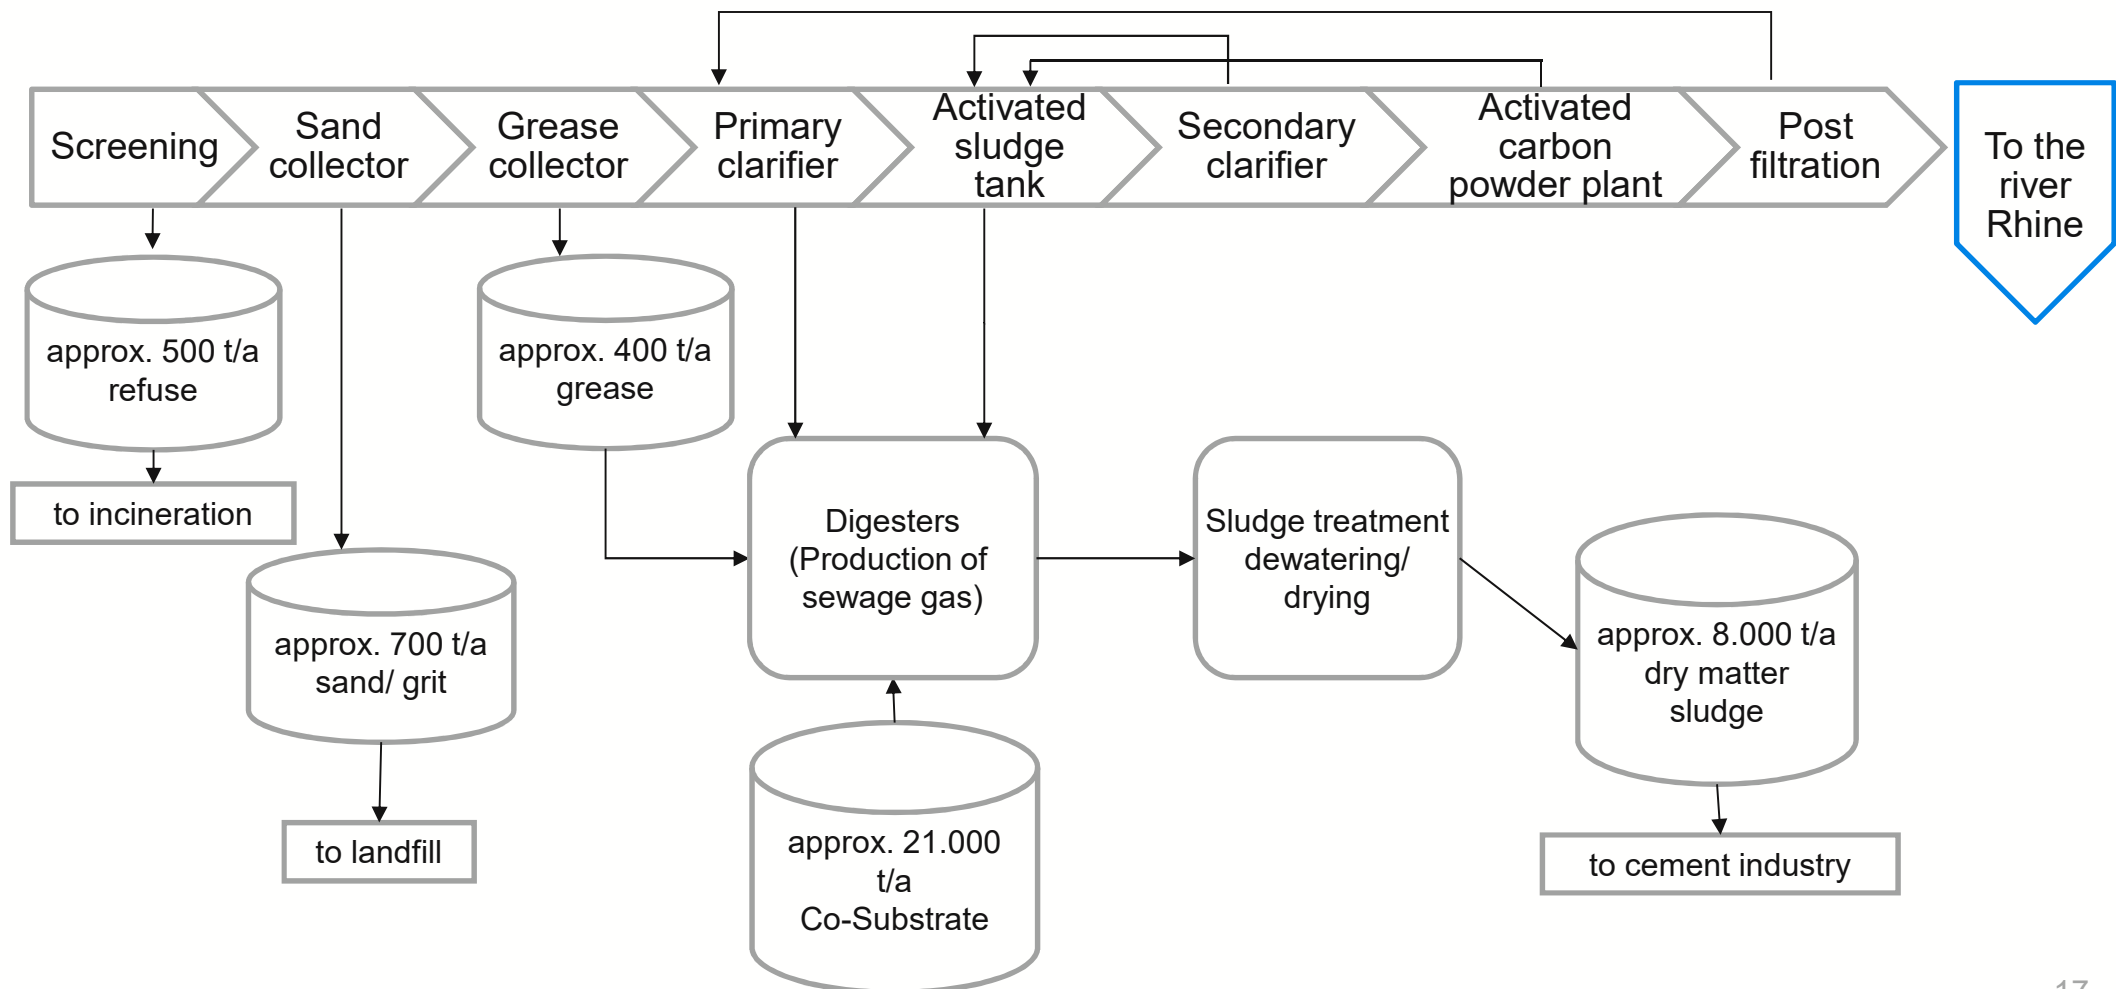 Screening
Sand
collector
Grease
collector
Primary
clarifier
Activated
sludge
tank
Secondary
clarifier
Activated
carbon
powder plant
Post
filtration
To the
river
Rhine
approx. 500 t/a
refuse
approx. 400 t/a
grease
to incineration
Digesters
(Production of
sewage gas)
Sludge treatment
dewatering/
drying
approx. 700 t/a
sand/ grit
approx. 8.000 t/a
dry matter
sludge
to landfill
approx. 21.000
t/a
Co-Substrate
to cement industry
17